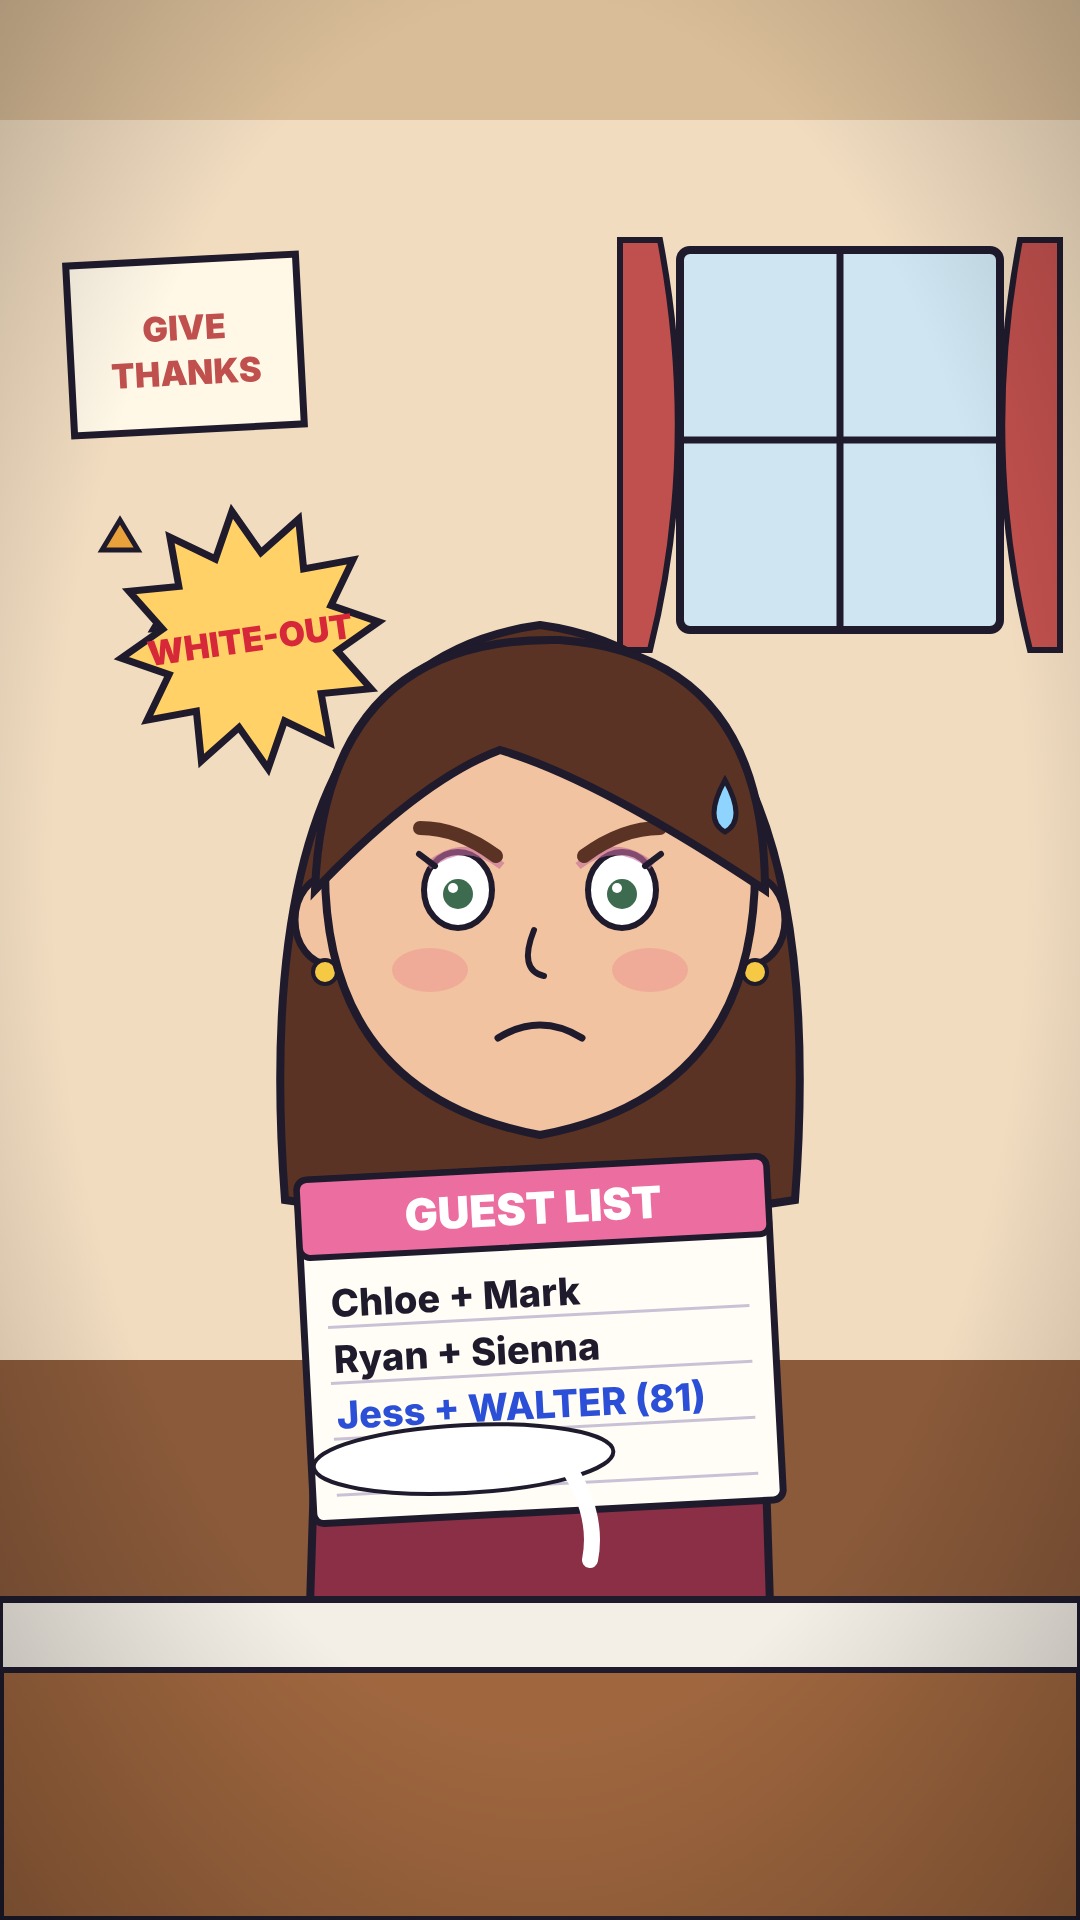 GIVE
THANKS
WHITE-OUT
GUEST LIST
Chloe + Mark
Ryan + Sienna
Jess + WALTER (81)